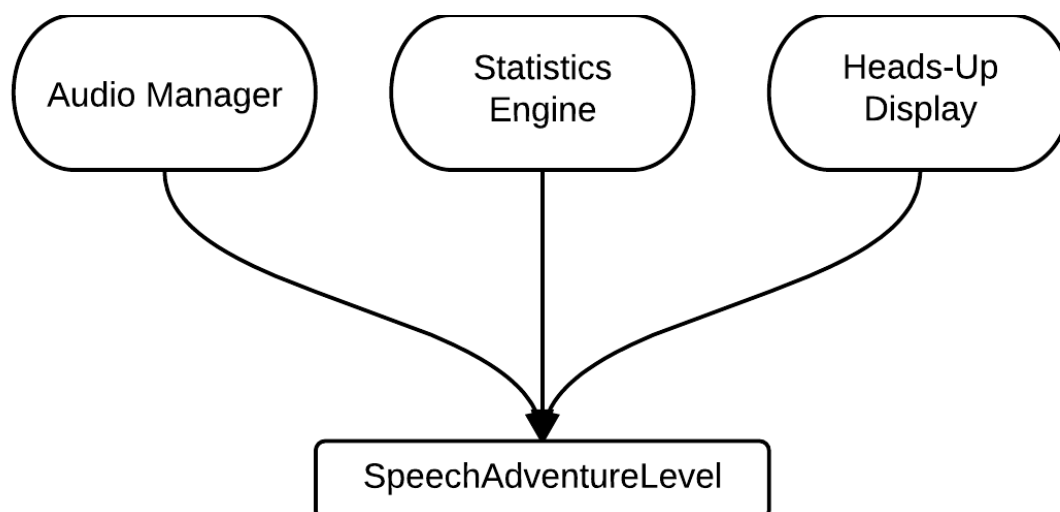 Audio Manager
Statistics
Engine
Heads-Up
Display
SpeechAdventureLevel